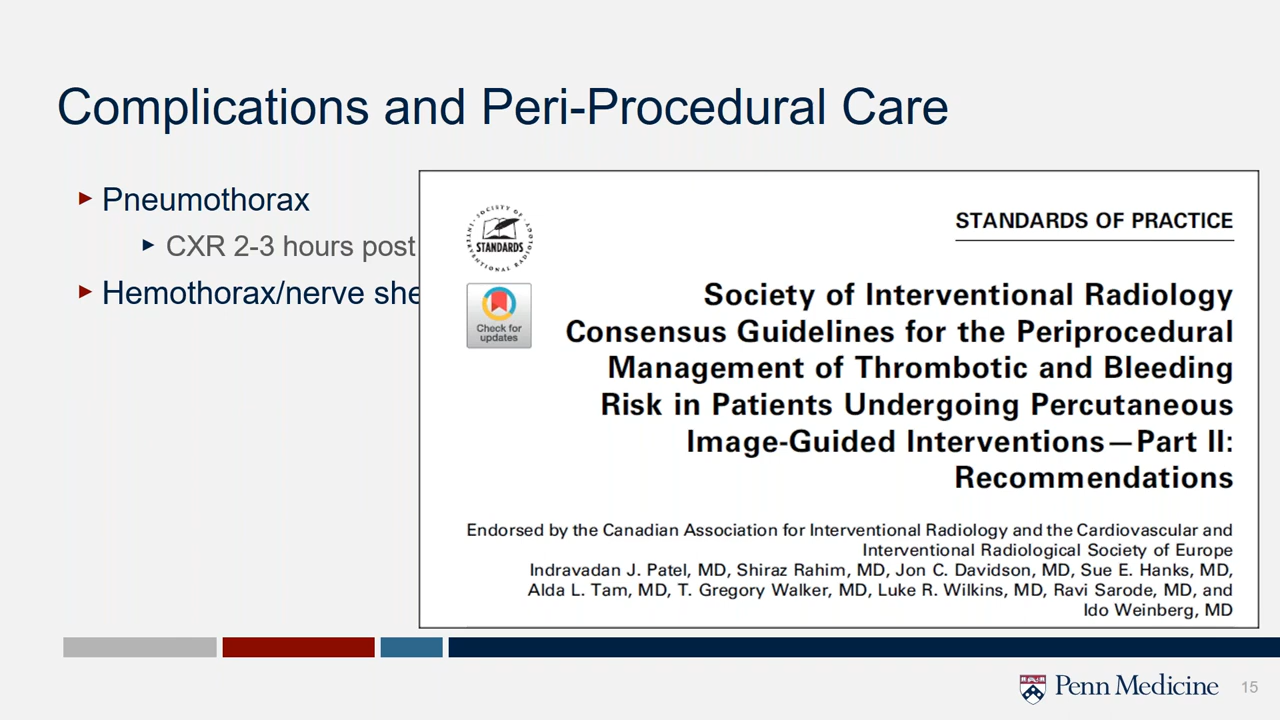 Complications and Peri-Procedural Care
Pneumothorax
CXR 2-3 hours post
Hemothorax/nerve she
SOCIETY OF
STANDARDS
INTERVENTIONAL RADIOLOGY
Check for
updates
STANDARDS OF PRACTICE
Society of Interventional Radiology
Consensus Guidelines for the Periprocedural
Management of Thrombotic and Bleeding
Risk in Patients Undergoing Percutaneous
Image-Guided Interventions—Part II:
Recommendations
Endorsed by the Canadian Association for Interventional Radiology and the Cardiovascular and
Interventional Radiological Society of Europe
Indravadan J. Patel, MD, Shiraz Rahim, MD, Jon C. Davidson, MD, Sue E. Hanks, MD,
Alda L. Tam, MD, T. Gregory Walker, MD, Luke R. Wilkins, MD, Ravi Sarode, MD, and
Ido Weinberg, MD
Penn Medicine
15